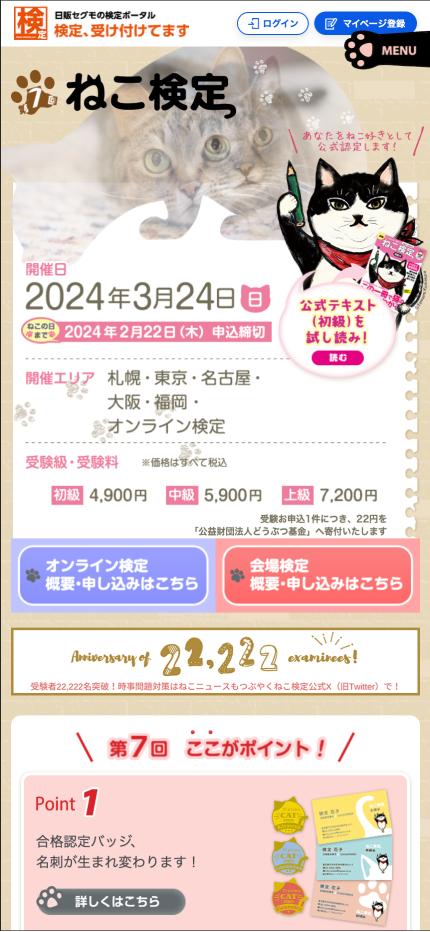 検定
日販セグモの検定ポータル
検定、受け付けてます
ログイン
マイページ登録
MENU
第7回
ねこ検定
あなたをねこ好きとして
公式認定します！
ねこ検定
開催日
2024年3月24日 日
ねこの日まで
2024年2月22日（木）申込締切
公式テキスト
（初級）を
試し読み！
読む
開催エリア
札幌・東京・名古屋・
大阪・福岡・
オンライン検定
受験級・受験料
※価格はすべて税込
初級 4,900円 中級 5,900円 上級 7,200円
受験お申込1件につき、22円を
「公益財団法人どうぶつ基金」へ寄付いたします
オンライン検定
概要・申し込みはこちら
会場検定
概要・申し込みはこちら
Anniversary of 22,222 examinees!
受験者22,222名突破！時事問題対策はねこニュースもつぶやくねこ検定公式X（旧Twitter）で！
第7回 ここがポイント！
Point 1
合格認定バッジ、
名刺が生まれ変わります！
CAT
CAT
CAT
詳しくはこちら